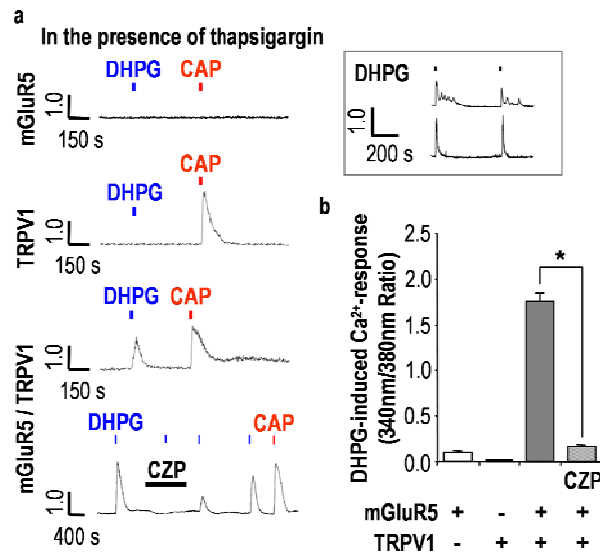 a
In the presence of thapsigargin
DHPG CAP
mGluR5
1.0
150 s
DHPG
CAP
TRPV1
1.0
150 s
DHPG CAP
1.0
150 s
mGluR5 / TRPV1
DHPG CAP
CZP
1.0
400 s
DHPG
1.0
200 s
b
DHPG-induced Ca²⁺-response
(340nm/380nm Ratio)
2.5
2.0
1.5
1.0
0.5
0.0
*
CZP
mGluR5 + - + +
TRPV1 - + + +